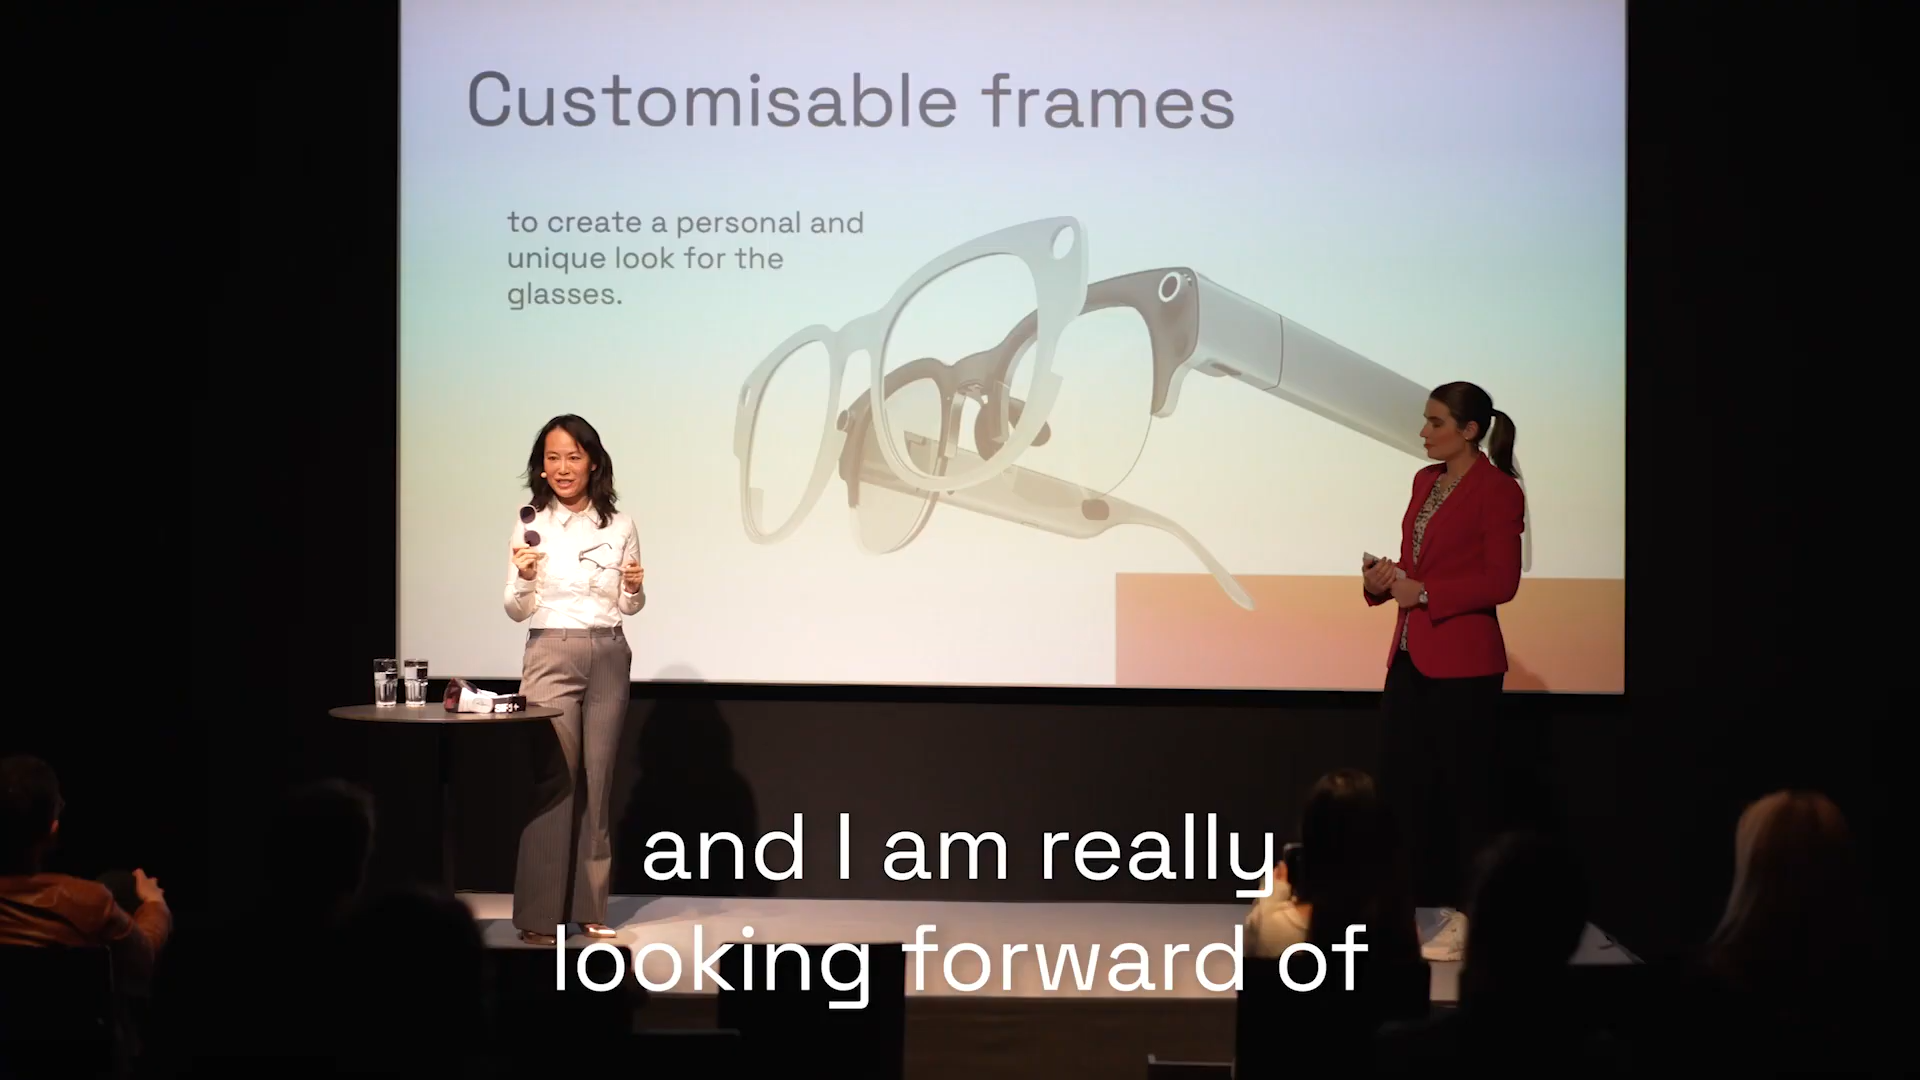 Customisable frames
to create a personal and
unique look for the
glasses.
and I am really
looking forward of